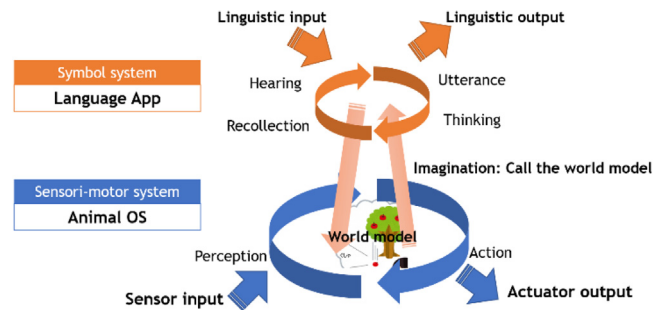 Linguistic input
Linguistic output
Symbol system
Language App
Hearing
Utterance
Recollection
Thinking
Imagination: Call the world model
Sensori-motor system
Animal OS
World model
Perception
Action
Sensor input
Actuator output